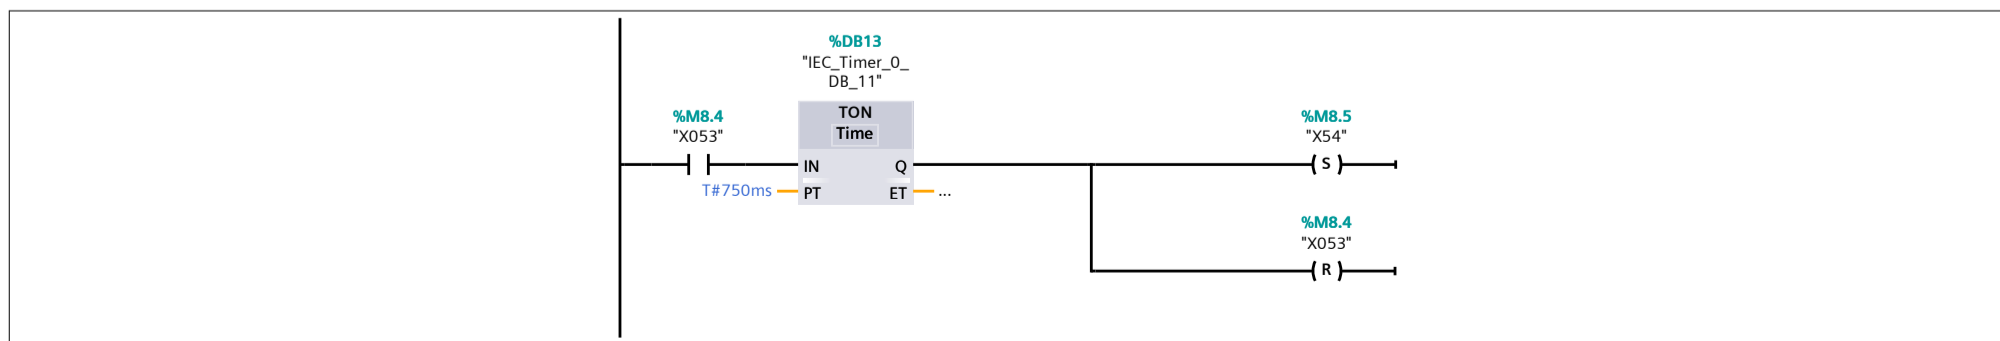 %DB13
"IEC_Timer_0_
DB_11"
%M8.4
"X053"
TON
Time
%M8.5
"X54"
IN
Q
( S )
T#750ms
PT
ET
...
%M8.4
"X053"
( R )